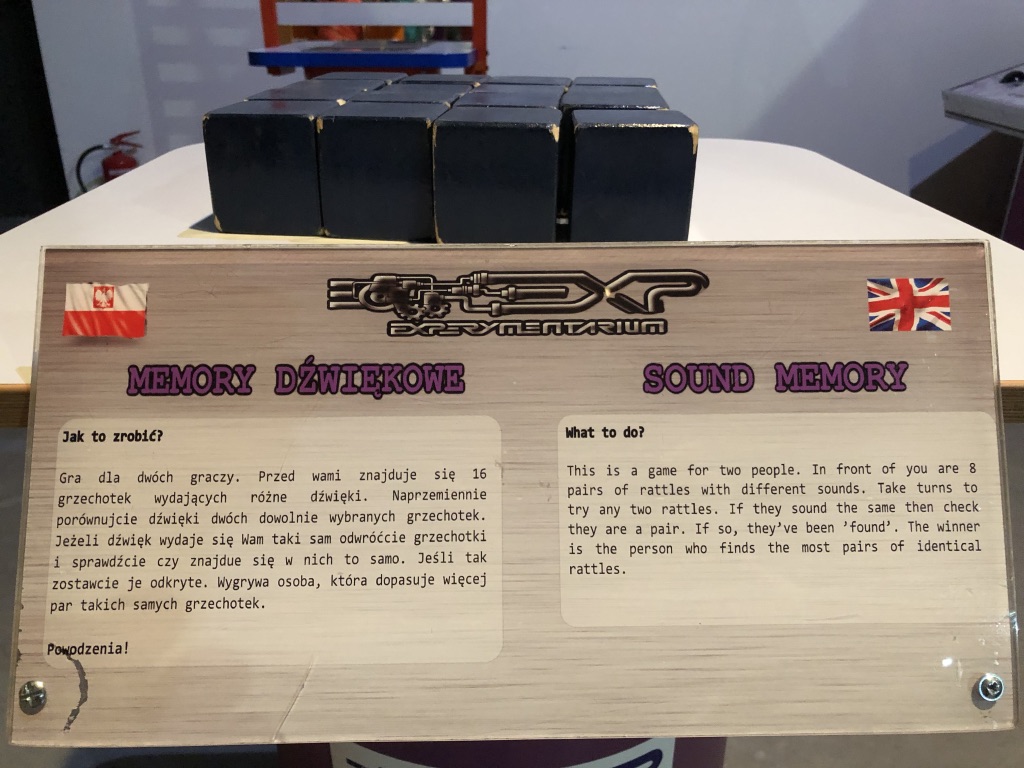 EXP
EXPERYMENTARIUM
MEMORY DŹWIĘKOWE
Jak to zrobić?
Gra dla dwóch graczy. Przed wami znajduje się 16
grzechotek wydających różne dźwięki. Naprzemiennie
porównujcie dźwięki dwóch dowolnie wybranych grzechotek.
Jeżeli dźwięk wydaje się Wam taki sam odwróćcie grzechotki
i sprawdźcie czy znajdue się w nich to samo. Jeśli tak
zostawcie je odkryte. Wygrywa osoba, która dopasuje więcej
par takich samych grzechotek.
Powodzenia!
SOUND MEMORY
What to do?
This is a game for two people. In front of you are 8
pairs of rattles with different sounds. Take turns to
try any two rattles. If they sound the same then check
they are a pair. If so, they’ve been ’found’. The winner
is the person who finds the most pairs of identical
rattles.